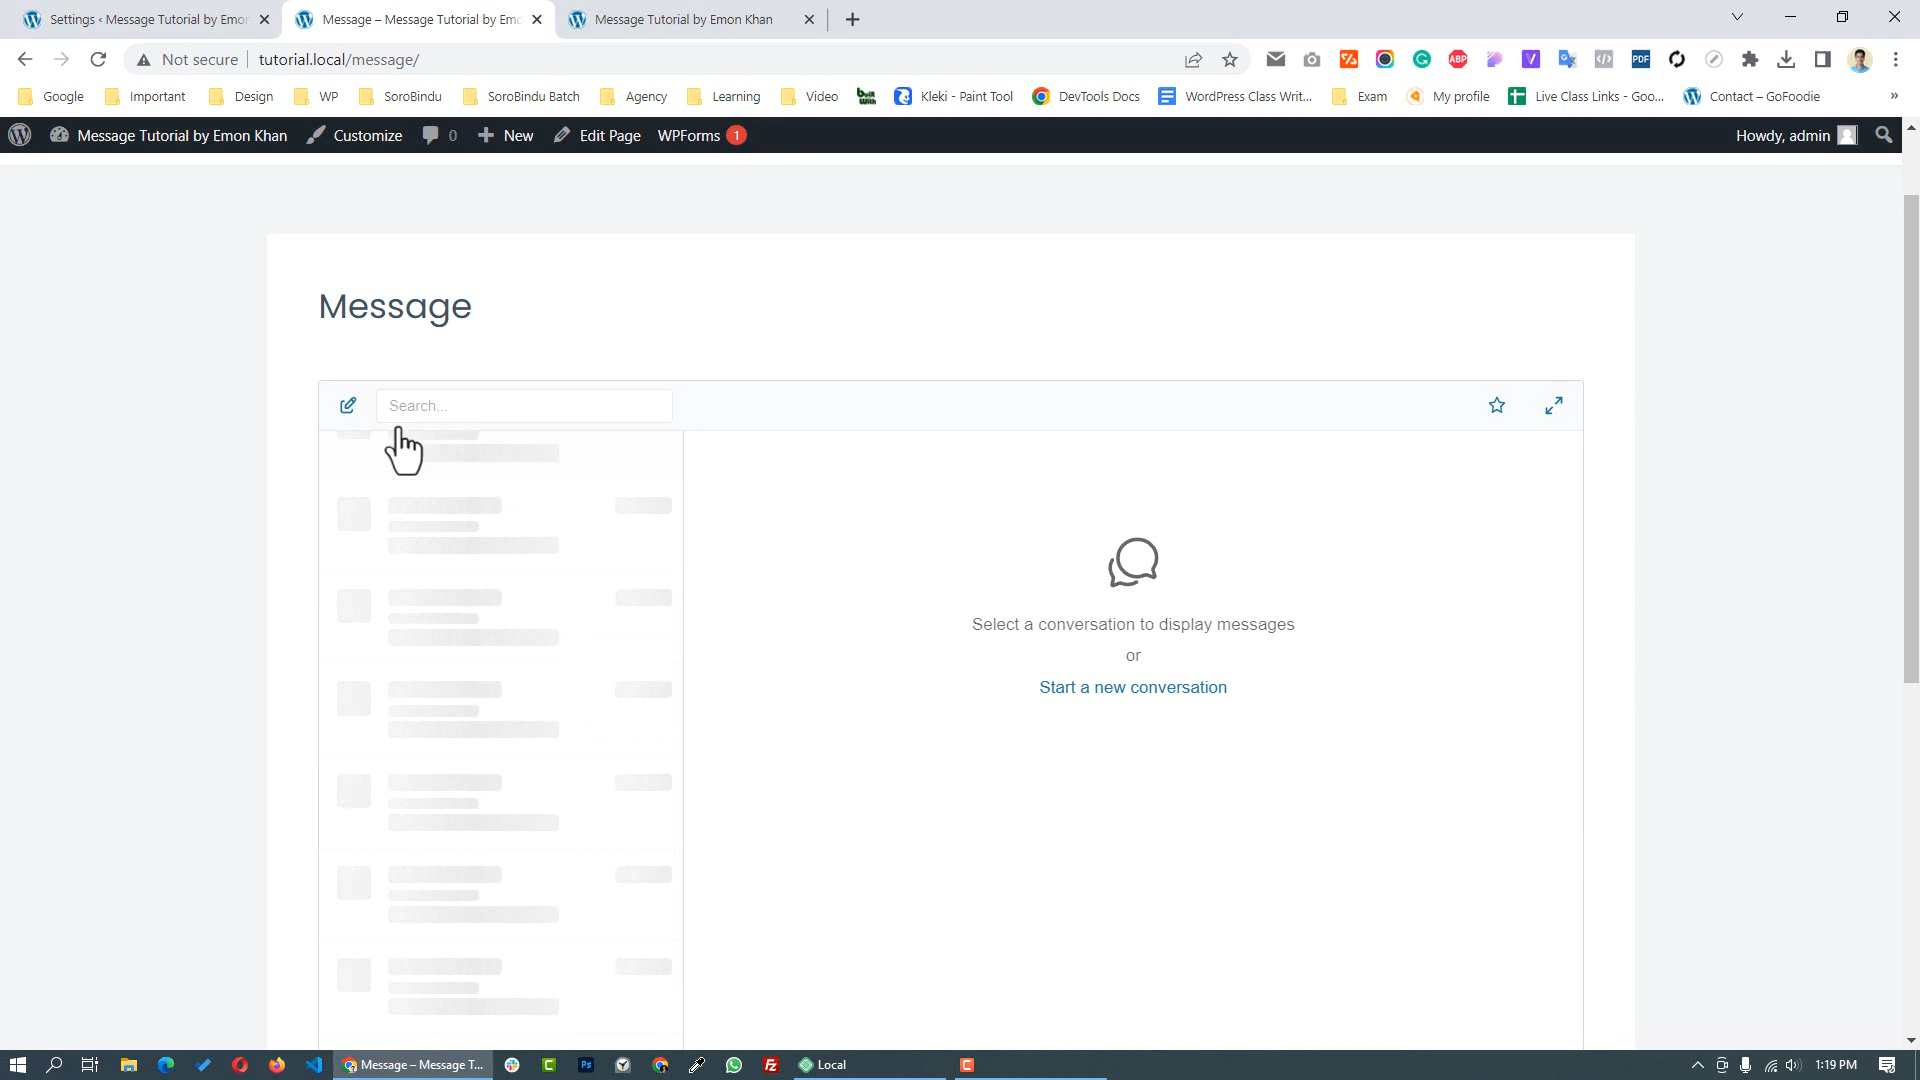 Settings ‹ Message Tutorial by Emon
Message – Message Tutorial by Emo
Message Tutorial by Emon Khan
Not secure
tutorial.local/message/
ABP
PDF
Google
Important
Design
WP
SoroBindu
SoroBindu Batch
Agency
Learning
Video
Kleki - Paint Tool
DevTools Docs
WordPress Class Writ...
Exam
My profile
Live Class Links - Goo...
Contact – GoFoodie
»
Message Tutorial by Emon Khan
Customize
0
New
Edit Page
WPForms 1
Howdy, admin
Message
Search...
Select a conversation to display messages
or
Start a new conversation
Message – Message T...
Local
1:19 PM